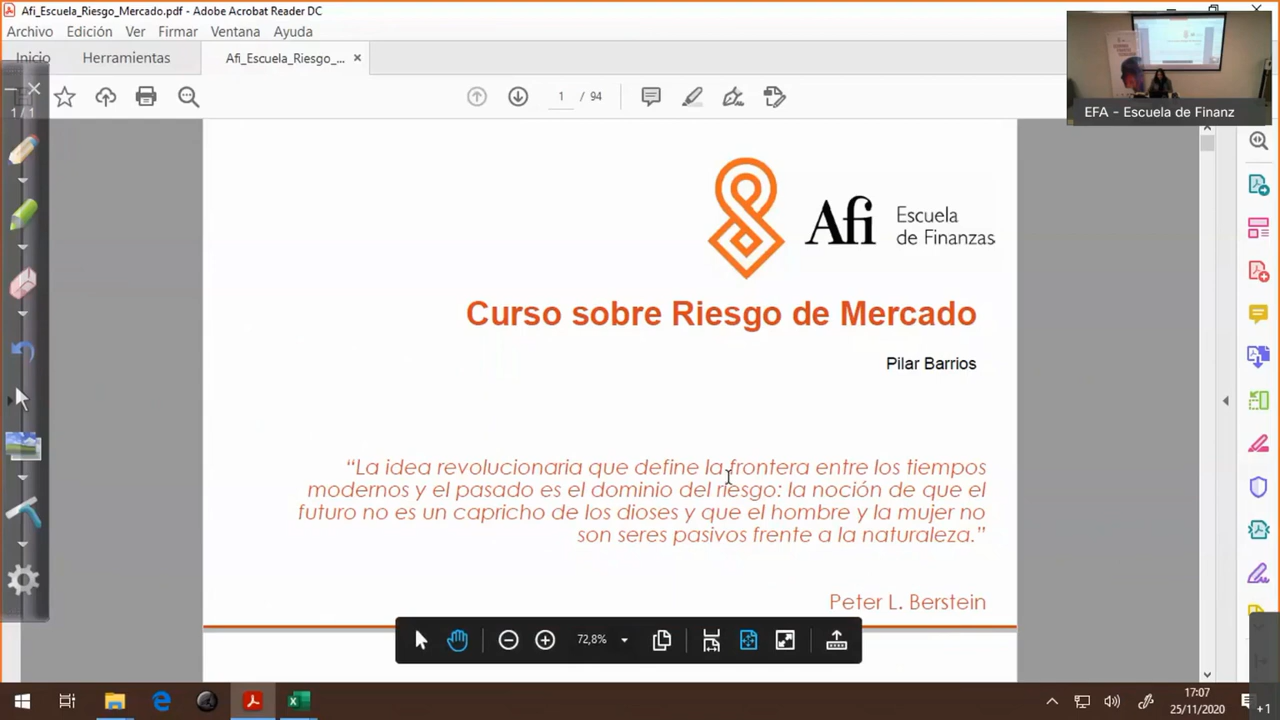 Afi_Escuela_Riesgo_Mercado.pdf - Adobe Acrobat Reader DC
Archivo Edición Ver Firmar Ventana Ayuda
Inicio Herramientas Afi_Escuela_Riesgo_... ×
1 / 94
1/1
EFA - Escuela de Finanz
Afi Escuela
de Finanzas
Curso sobre Riesgo de Mercado
Pilar Barrios
“La idea revolucionaria que define la frontera entre los tiempos
modernos y el pasado es el dominio del riesgo: la noción de que el
futuro no es un capricho de los dioses y que el hombre y la mujer no
son seres pasivos frente a la naturaleza.”
Peter L. Berstein
72,8%
17:07
25/11/2020
+1